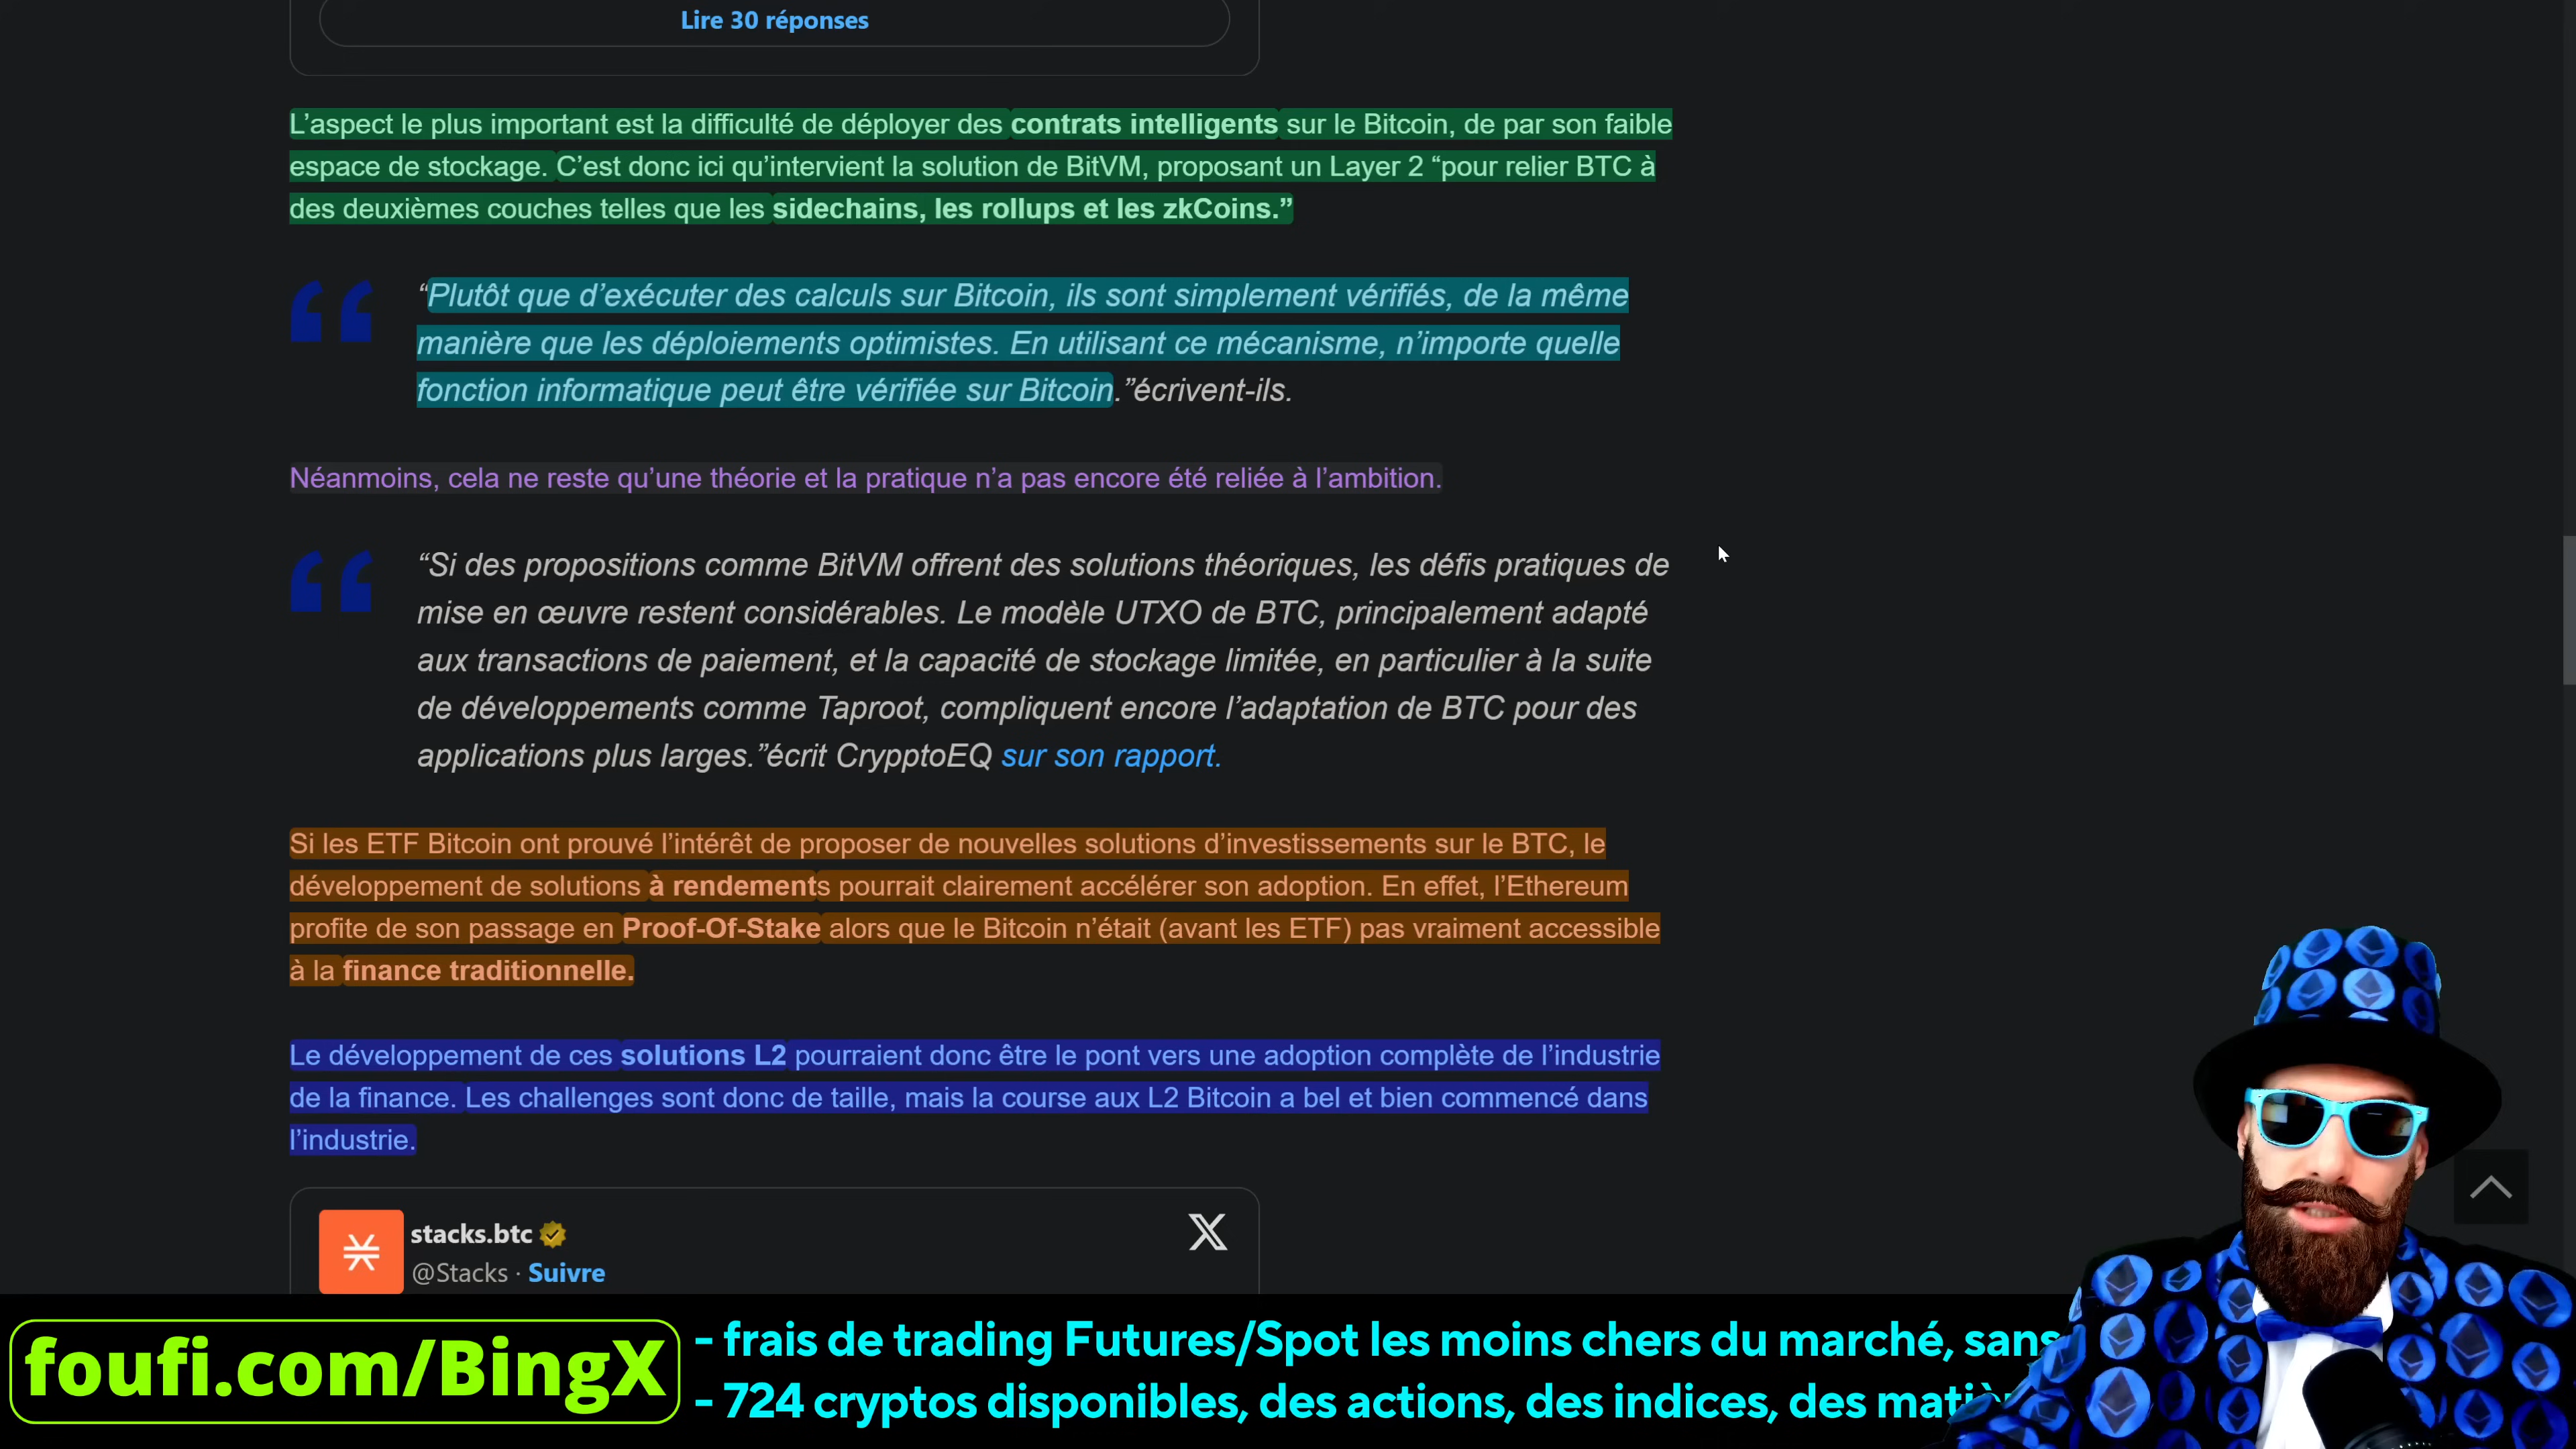 Lire 30 réponses
L’aspect le plus important est la difficulté de déployer des contrats intelligents sur le Bitcoin, de par son faible
espace de stockage. C’est donc ici qu’intervient la solution de BitVM, proposant un Layer 2 “pour relier BTC à
des deuxièmes couches telles que les sidechains, les rollups et les zkCoins.”
“Plutôt que d’exécuter des calculs sur Bitcoin, ils sont simplement vérifiés, de la même
manière que les déploiements optimistes. En utilisant ce mécanisme, n’importe quelle
fonction informatique peut être vérifiée sur Bitcoin.”écrivent-ils.
Néanmoins, cela ne reste qu’une théorie et la pratique n’a pas encore été reliée à l’ambition.
“Si des propositions comme BitVM offrent des solutions théoriques, les défis pratiques de
mise en œuvre restent considérables. Le modèle UTXO de BTC, principalement adapté
aux transactions de paiement, et la capacité de stockage limitée, en particulier à la suite
de développements comme Taproot, compliquent encore l’adaptation de BTC pour des
applications plus larges.”écrit CrypptoEQ sur son rapport.
Si les ETF Bitcoin ont prouvé l’intérêt de proposer de nouvelles solutions d’investissements sur le BTC, le
développement de solutions à rendements pourrait clairement accélérer son adoption. En effet, l’Ethereum
profite de son passage en Proof-Of-Stake alors que le Bitcoin n’était (avant les ETF) pas vraiment accessible
à la finance traditionnelle.
Le développement de ces solutions L2 pourraient donc être le pont vers une adoption complète de l’industrie
de la finance. Les challenges sont donc de taille, mais la course aux L2 Bitcoin a bel et bien commencé dans
l’industrie.
stacks.btc
@Stacks · Suivre
foufi.com/BingX
- frais de trading Futures/Spot les moins chers du marché, sans
- 724 cryptos disponibles, des actions, des indices, des